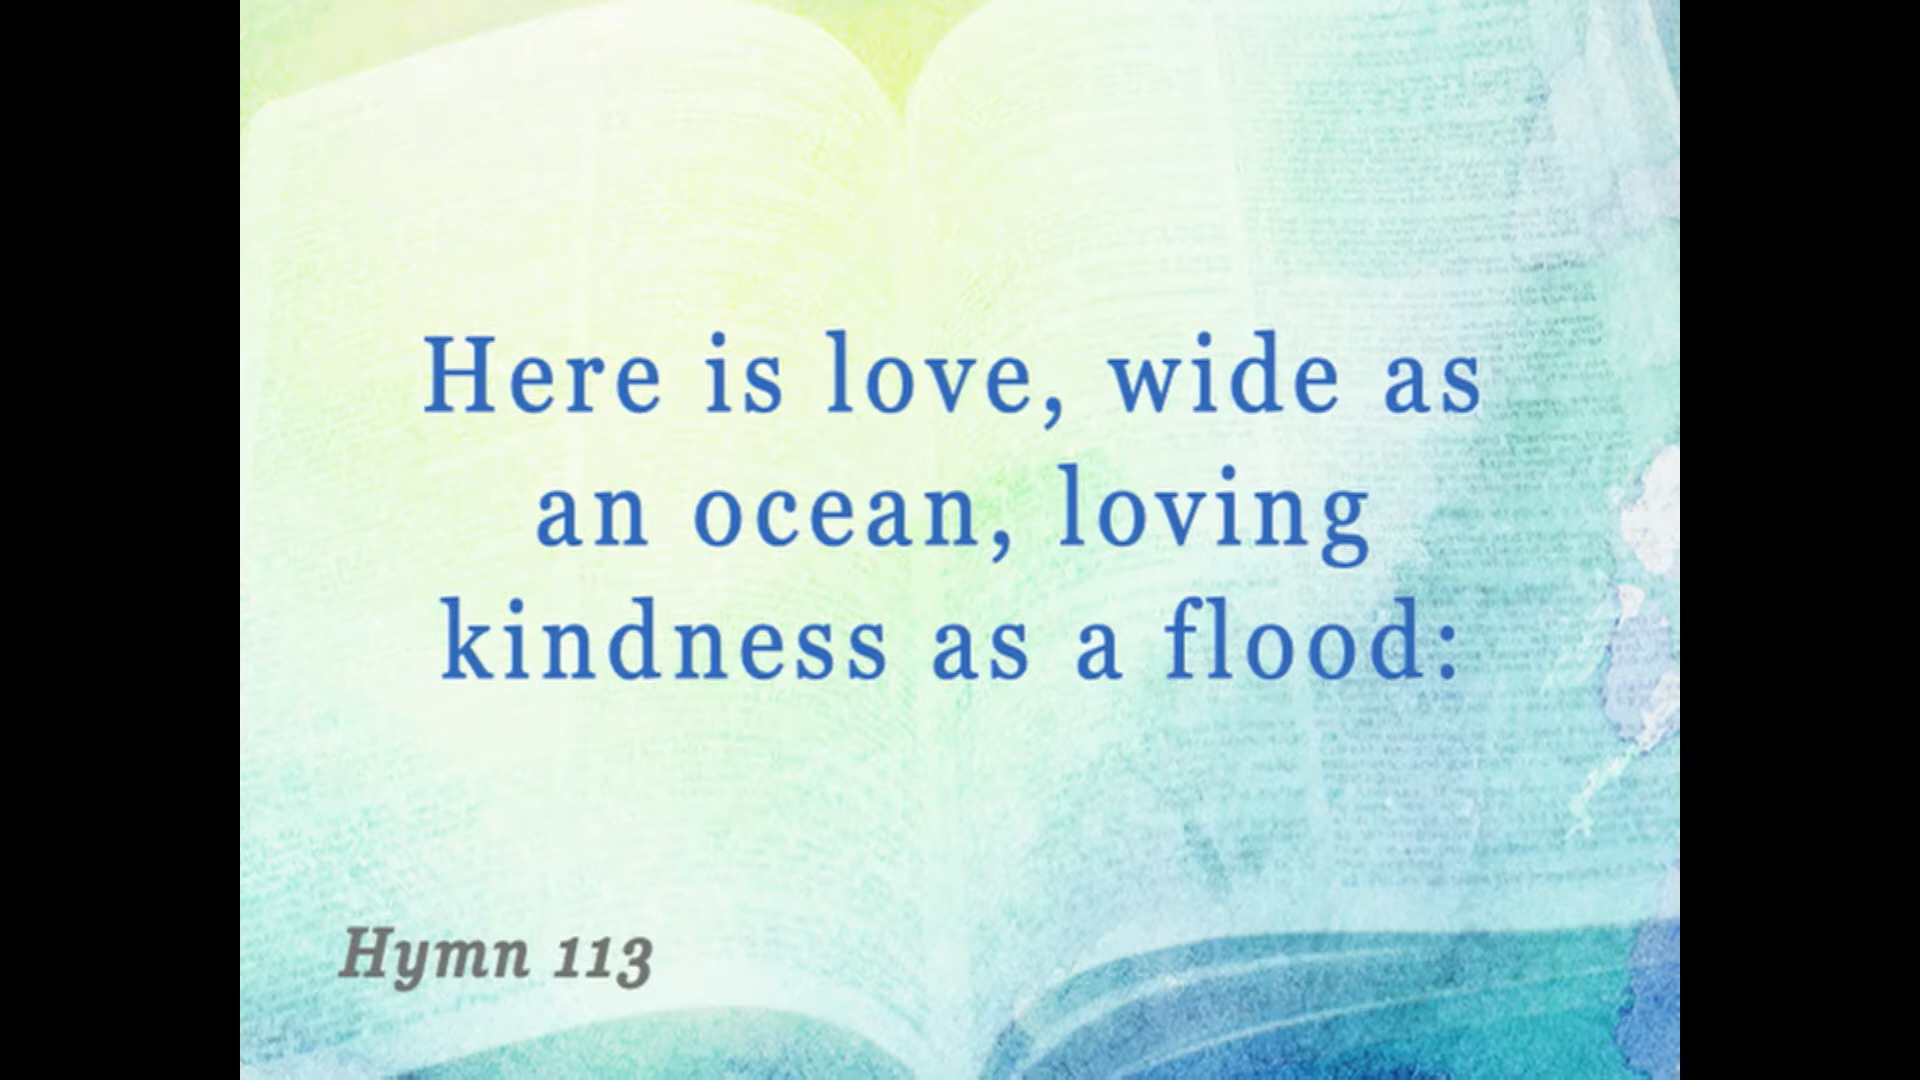 Here is love, wide as
an ocean, loving
kindness as a flood:
Hymn 113